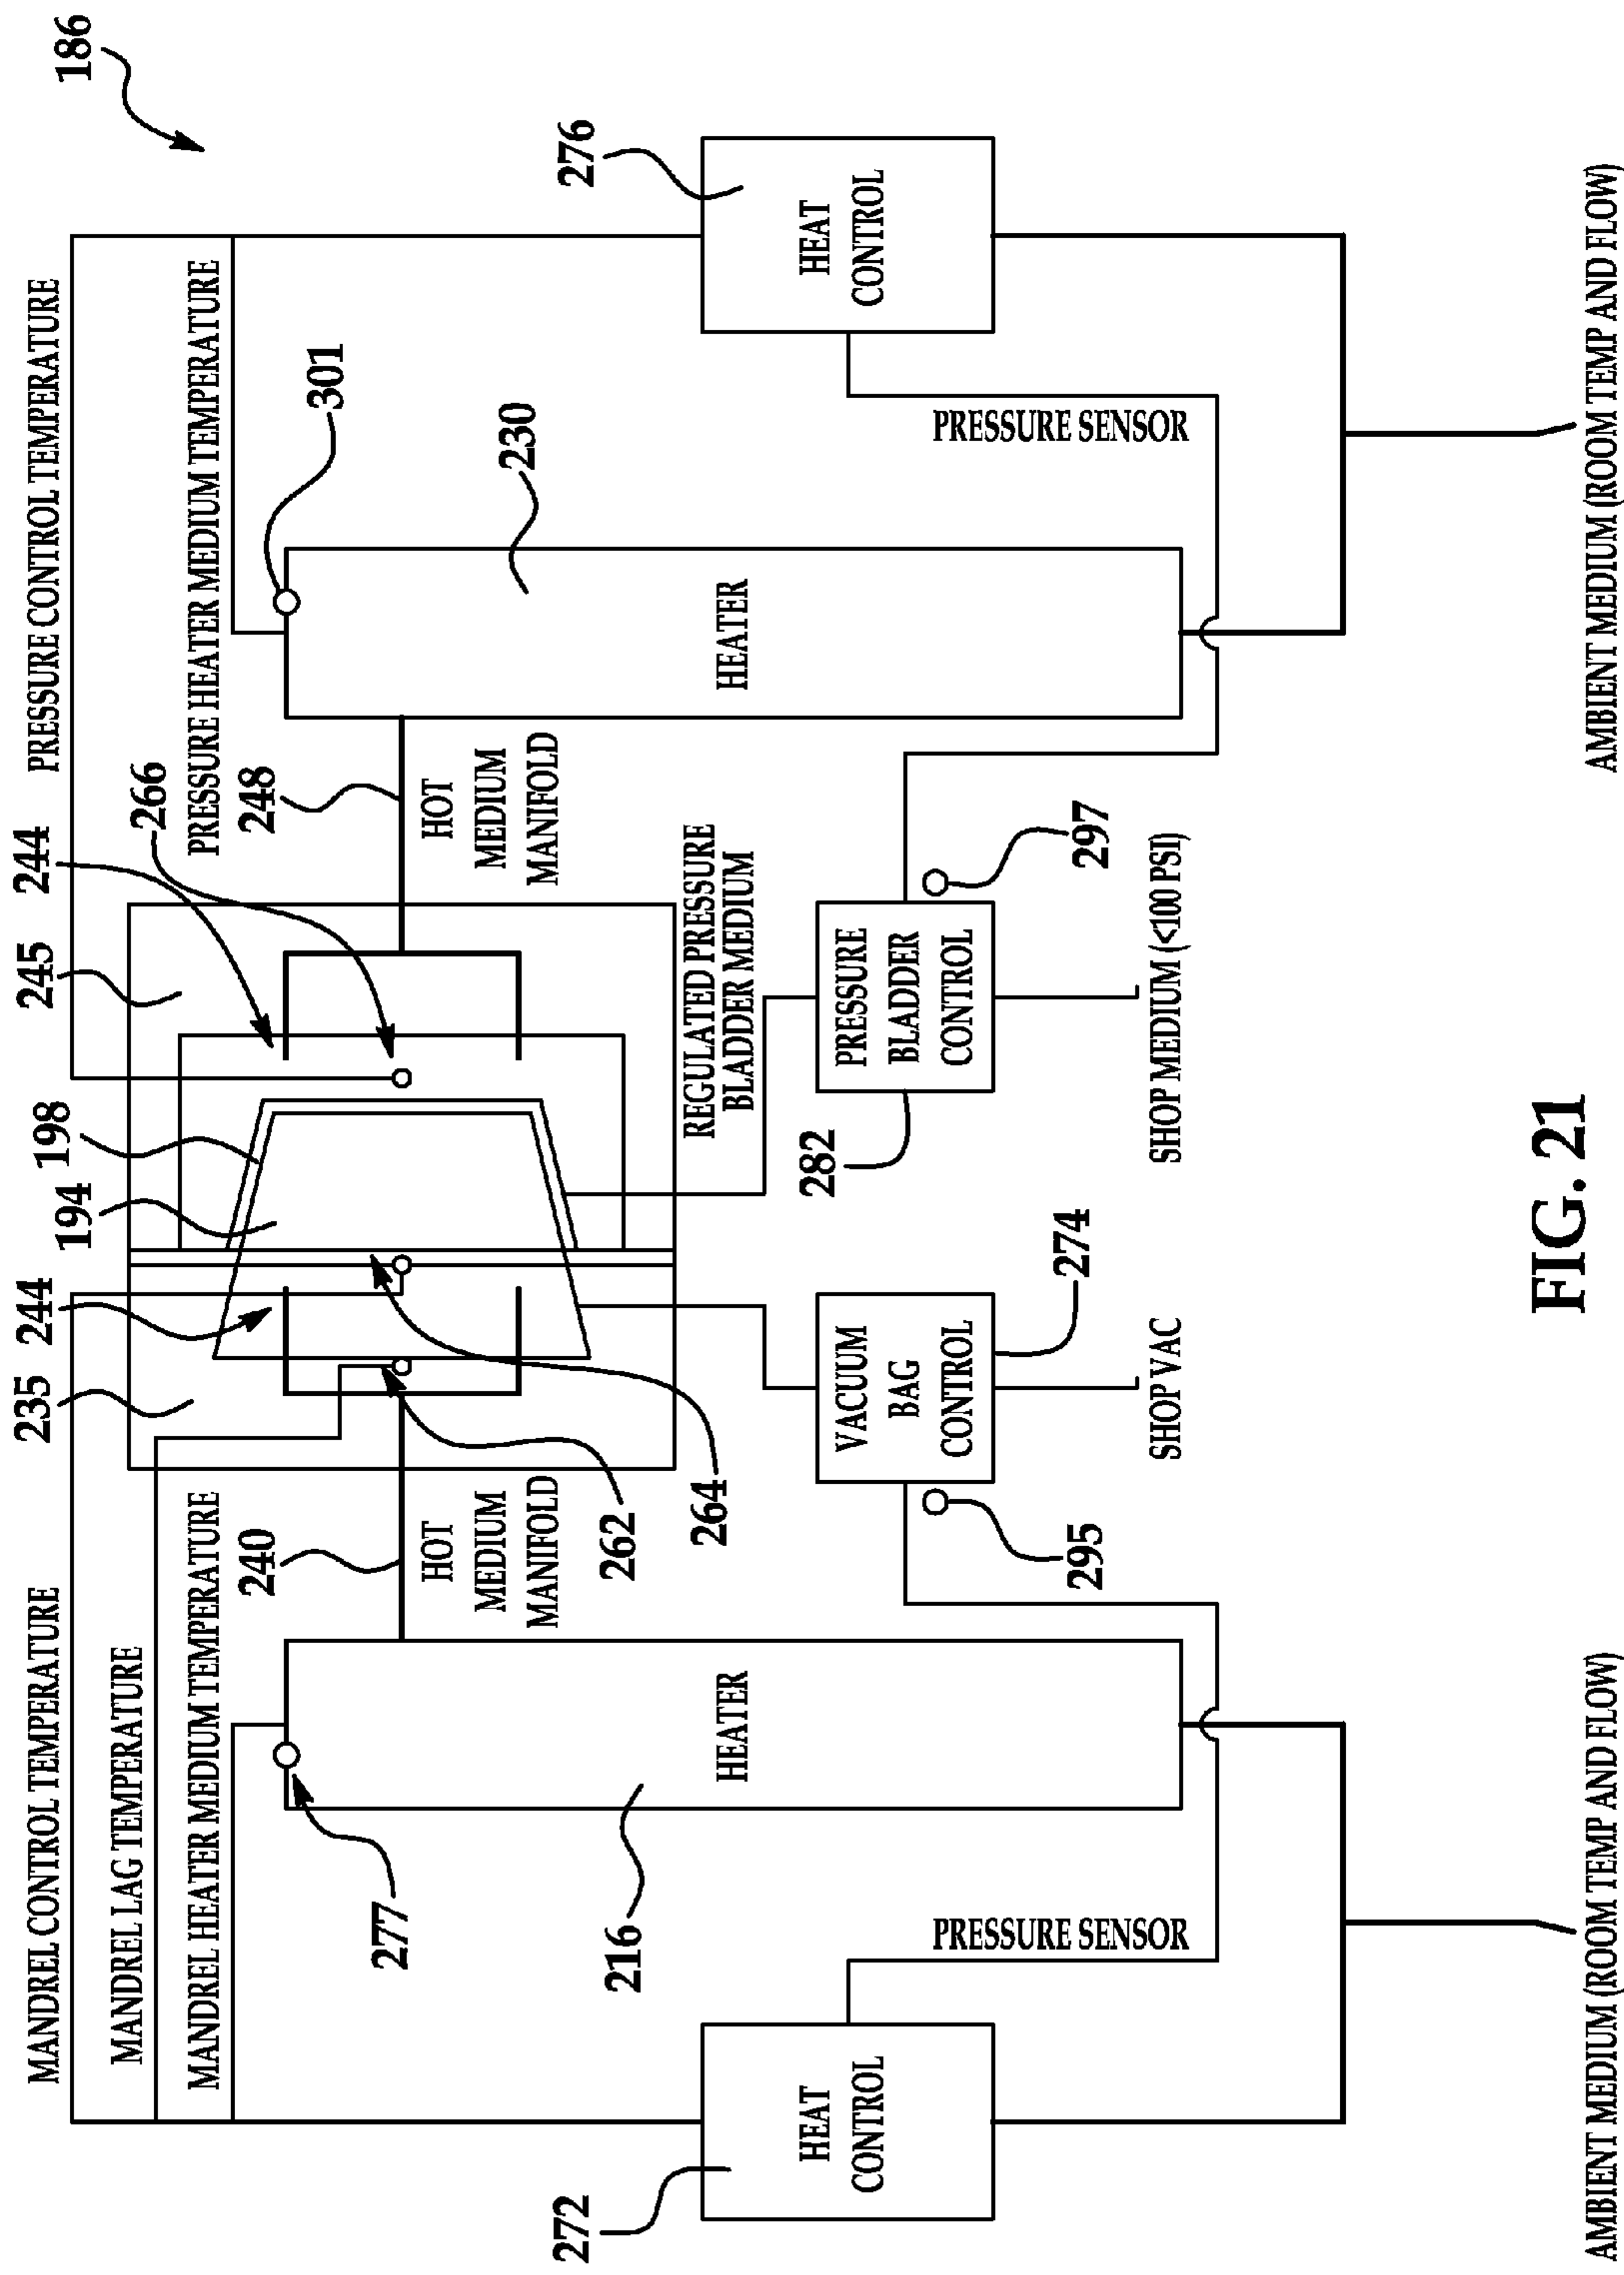 186
MANDREL CONTROL TEMPERATURE
PRESSURE CONTROL TEMPERATURE
MANDREL LAG TEMPERATURE
MANDREL HEATER MEDIUM TEMPERATURE
PRESSURE HEATER MEDIUM TEMPERATURE
235
244
194
198
245
244
266
240
248
277
301
HOT
MEDIUM
MANIFOLD
HOT
MEDIUM
MANIFOLD
262
264
216
230
HEATER
HEATER
REGULATED PRESSURE
BLADDER MEDIUM
272
HEAT
CONTROL
276
HEAT
CONTROL
VACUUM
BAG
CONTROL
274
282
PRESSURE
BLADDER
CONTROL
PRESSURE SENSOR
PRESSURE SENSOR
295
297
SHOP VAC
SHOP MEDIUM (<100 PSI)
AMBIENT MEDIUM (ROOM TEMP AND FLOW)
AMBIENT MEDIUM (ROOM TEMP AND FLOW)
FIG. 21